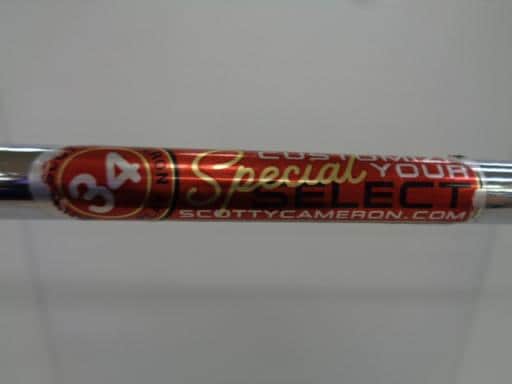 34
CUSTOMIZE
YOUR
Special
SELECT
SCOTTYCAMERON.COM